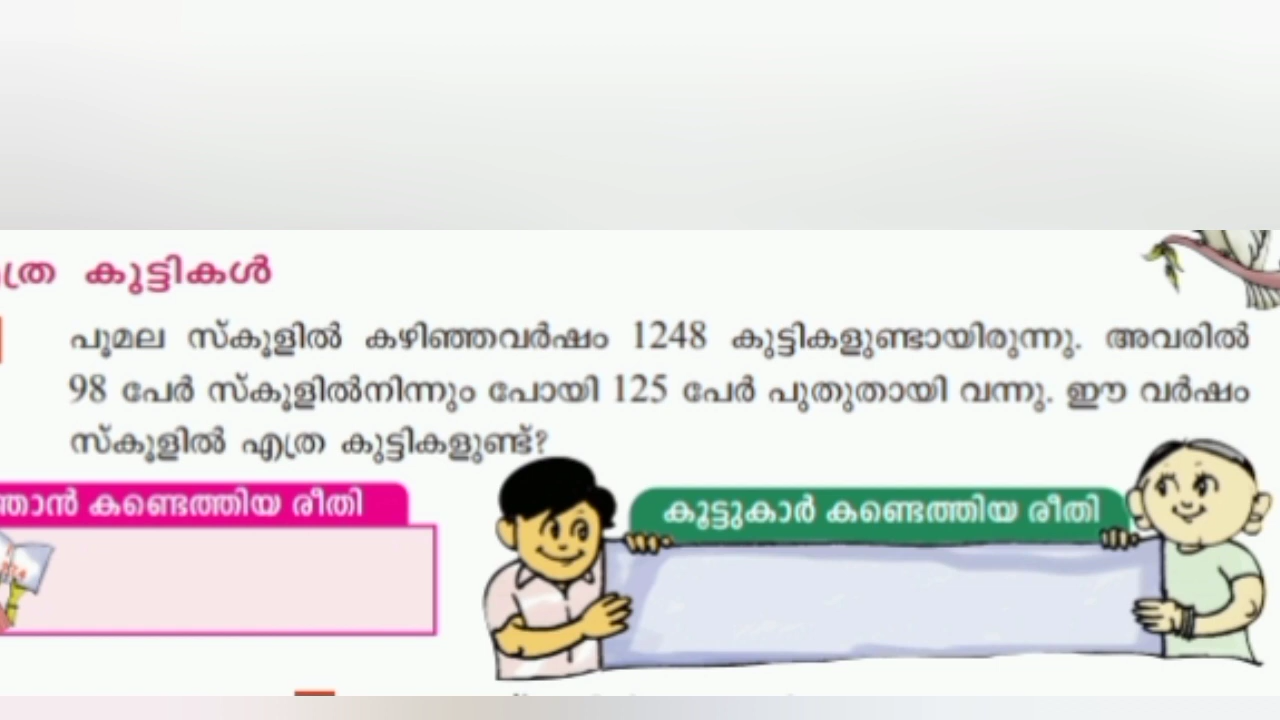 കുട്ടികൾ
പൂമല സ്കൂളിൽ കഴിഞ്ഞവർഷം 1248 കുട്ടികളുണ്ടായിരുന്നു. അവരിൽ
98 പേർ സ്കൂളിൽനിന്നും പോയി 125 പേർ പുതുതായി വന്നു. ഈ വർഷം
സ്കൂളിൽ എത്ര കുട്ടികളുണ്ട്?
കണ്ടെത്തിയ രീതി
കൂട്ടുകാർ കണ്ടെത്തിയ രീതി